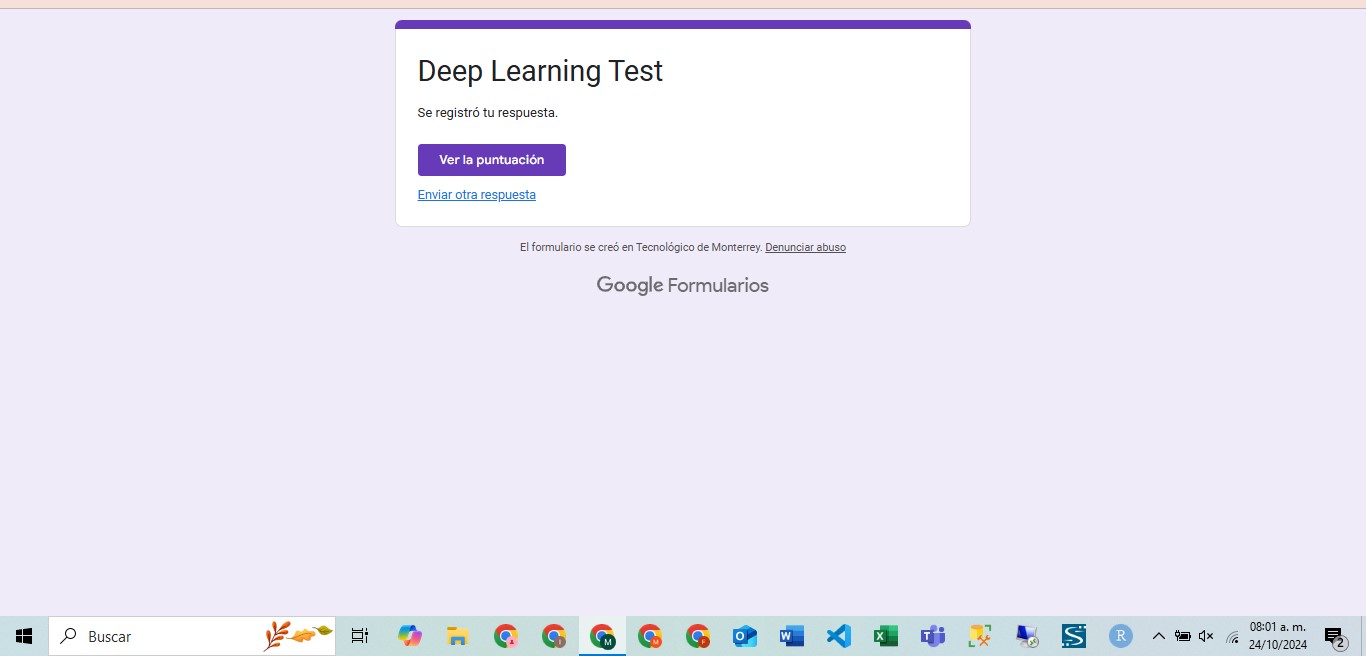 Deep Learning Test
Se registró tu respuesta.
Ver la puntuación
Enviar otra respuesta
El formulario se creó en Tecnológico de Monterrey. Denunciar abuso
Google Formularios
Buscar
08:01 a. m.
24/10/2024
2